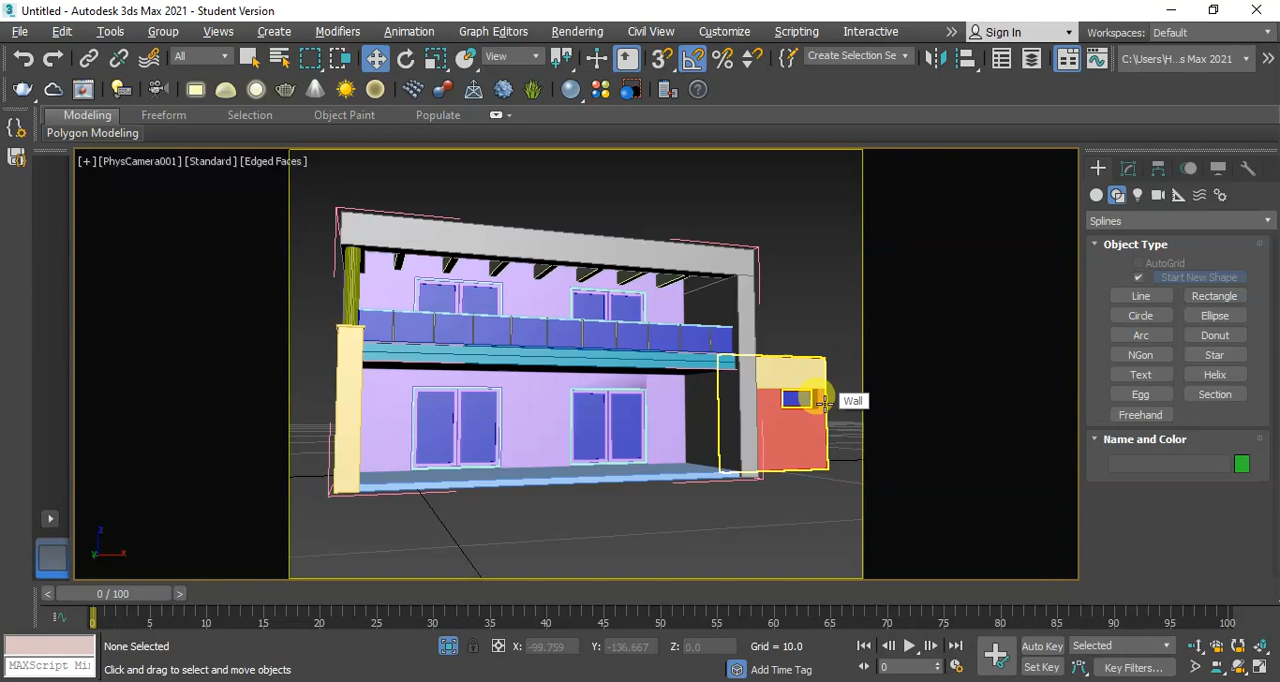 Untitled - Autodesk 3ds Max 2021 - Student Version
File Edit Tools Group Views Create Modifiers Animation Graph Editors Rendering Civil View Customize Scripting Interactive Sign In Workspaces: Default
All View Create Selection Se C:\Users\H...s Max 2021
Modeling Freeform Selection Object Paint Populate
Polygon Modeling
[+][PhysCamera001][Standard][Edged Faces]
Splines
Object Type
AutoGrid
Start New Shape
Line Rectangle
Circle Ellipse
Arc Donut
NGon Star
Text Helix
Egg Section
Freehand
Name and Color
Wall
z
y x
0 / 100
0 5 10 15 20 25 30 35 40 45 50 55 60 65 70 75 80 85 90 95 100
None Selected X: -99.759 Y: -136.667 Z: 0.0 Grid = 10.0 Auto Key Selected
MAXScript Mi Click and drag to select and move objects Add Time Tag 0 Set Key Key Filters...